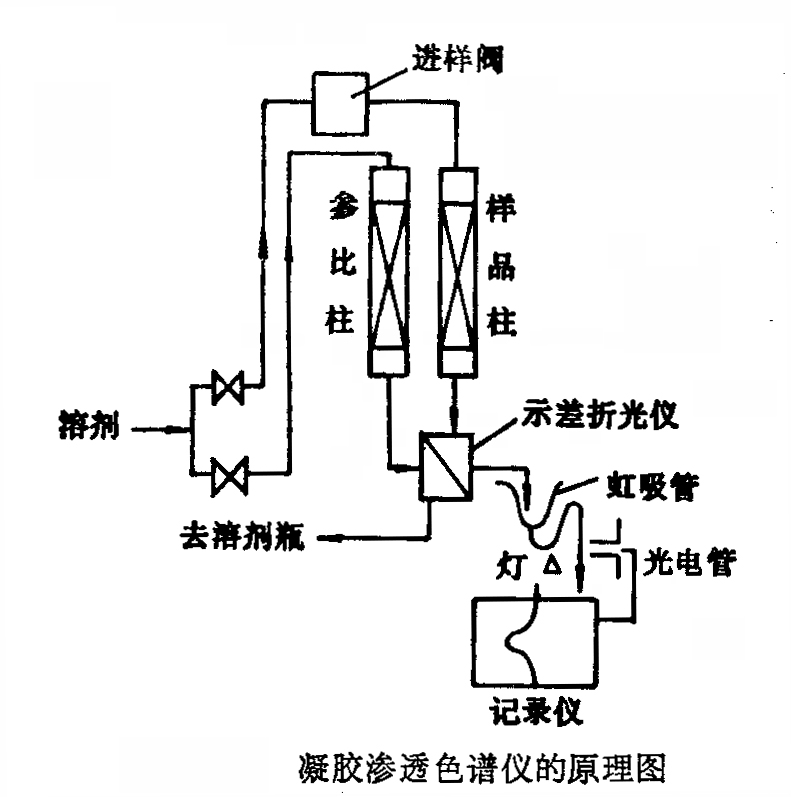 进样阀
参比柱
样品柱
溶剂
示差折光仪
虹吸管
去溶剂瓶
灯
光电管
记录仪
凝胶渗透色谱仪的原理图